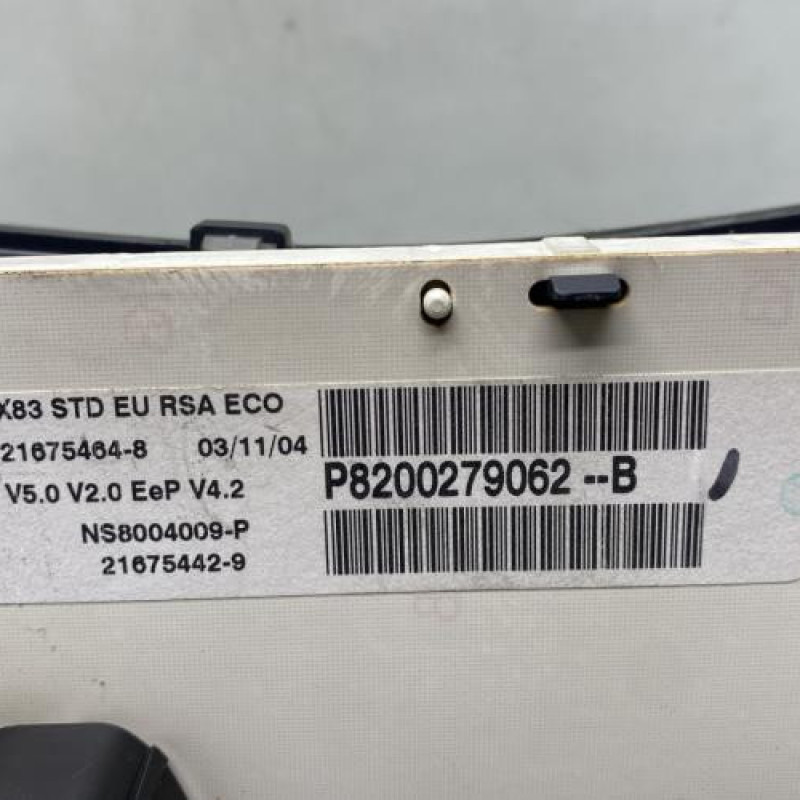 X83 STD EU RSA ECO
21675464-8 03/11/04
V5.0 V2.0 EeP V4.2
NS8004009-P
21675442-9
P8200279062--B